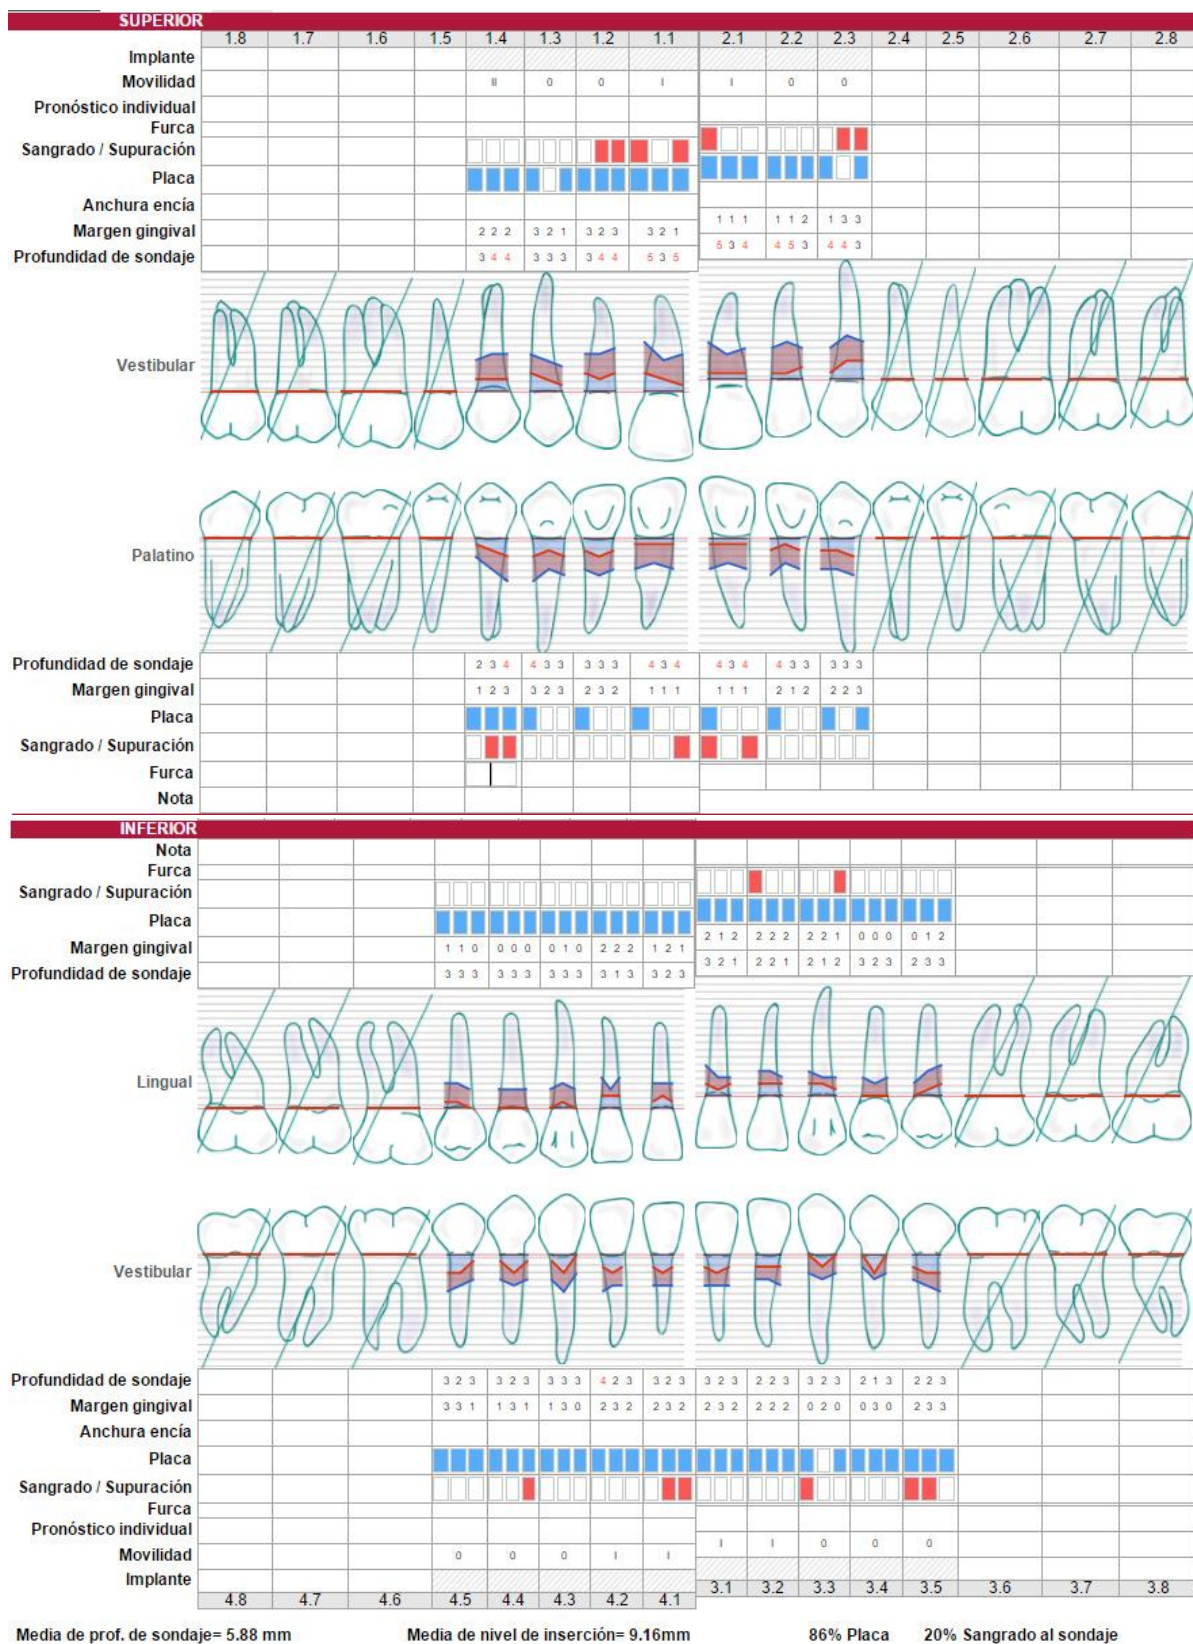 SUPERIOR
1.8 1.7 1.6 1.5 1.4 1.3 1.2 1.1 2.1 2.2 2.3 2.4 2.5 2.6 2.7 2.8
Implante
Movilidad II 0 0 I I 0 0
Pronóstico individual
Furca
Sangrado / Supuración
Placa
Anchura encía
Margen gingival 2 2 2 3 2 1 3 2 3 3 2 1 1 1 1 1 1 2 1 3 3
Profundidad de sondaje 3 4 4 3 3 3 3 4 4 5 3 5 5 3 4 4 5 3 4 4 3
Vestibular
Palatino
Profundidad de sondaje 2 3 4 4 3 3 3 3 3 4 3 4 4 3 4 4 3 3 3 3 3
Margen gingival 1 2 3 3 2 3 2 3 2 1 1 1 1 1 1 2 1 2 2 2 3
Placa
Sangrado / Supuración
Furca
Nota
INFERIOR
Nota
Furca
Sangrado / Supuración
Placa
Margen gingival 1 1 0 0 0 0 0 1 0 2 2 2 1 2 1 2 1 2 2 2 2 2 2 1 0 0 0 0 1 2
Profundidad de sondaje 3 3 3 3 3 3 3 3 3 3 1 3 3 2 3 3 2 1 2 2 1 2 1 2 3 2 3 2 3 3
Lingual
Vestibular
Profundidad de sondaje 3 2 3 3 2 3 3 3 3 4 2 3 3 2 3 3 2 3 2 2 3 3 2 3 2 1 3 2 2 3
Margen gingival 3 3 1 1 3 1 1 3 0 2 3 2 2 3 2 2 3 2 2 2 2 0 2 0 0 3 0 2 3 3
Anchura encía
Placa
Sangrado / Supuración
Furca
Pronóstico individual
Movilidad 0 0 0 I I I I 0 0 0
Implante
4.8 4.7 4.6 4.5 4.4 4.3 4.2 4.1 3.1 3.2 3.3 3.4 3.5 3.6 3.7 3.8
Media de prof. de sondaje= 5.88 mm Media de nivel de inserción= 9.16mm 86% Placa 20% Sangrado al sondaje